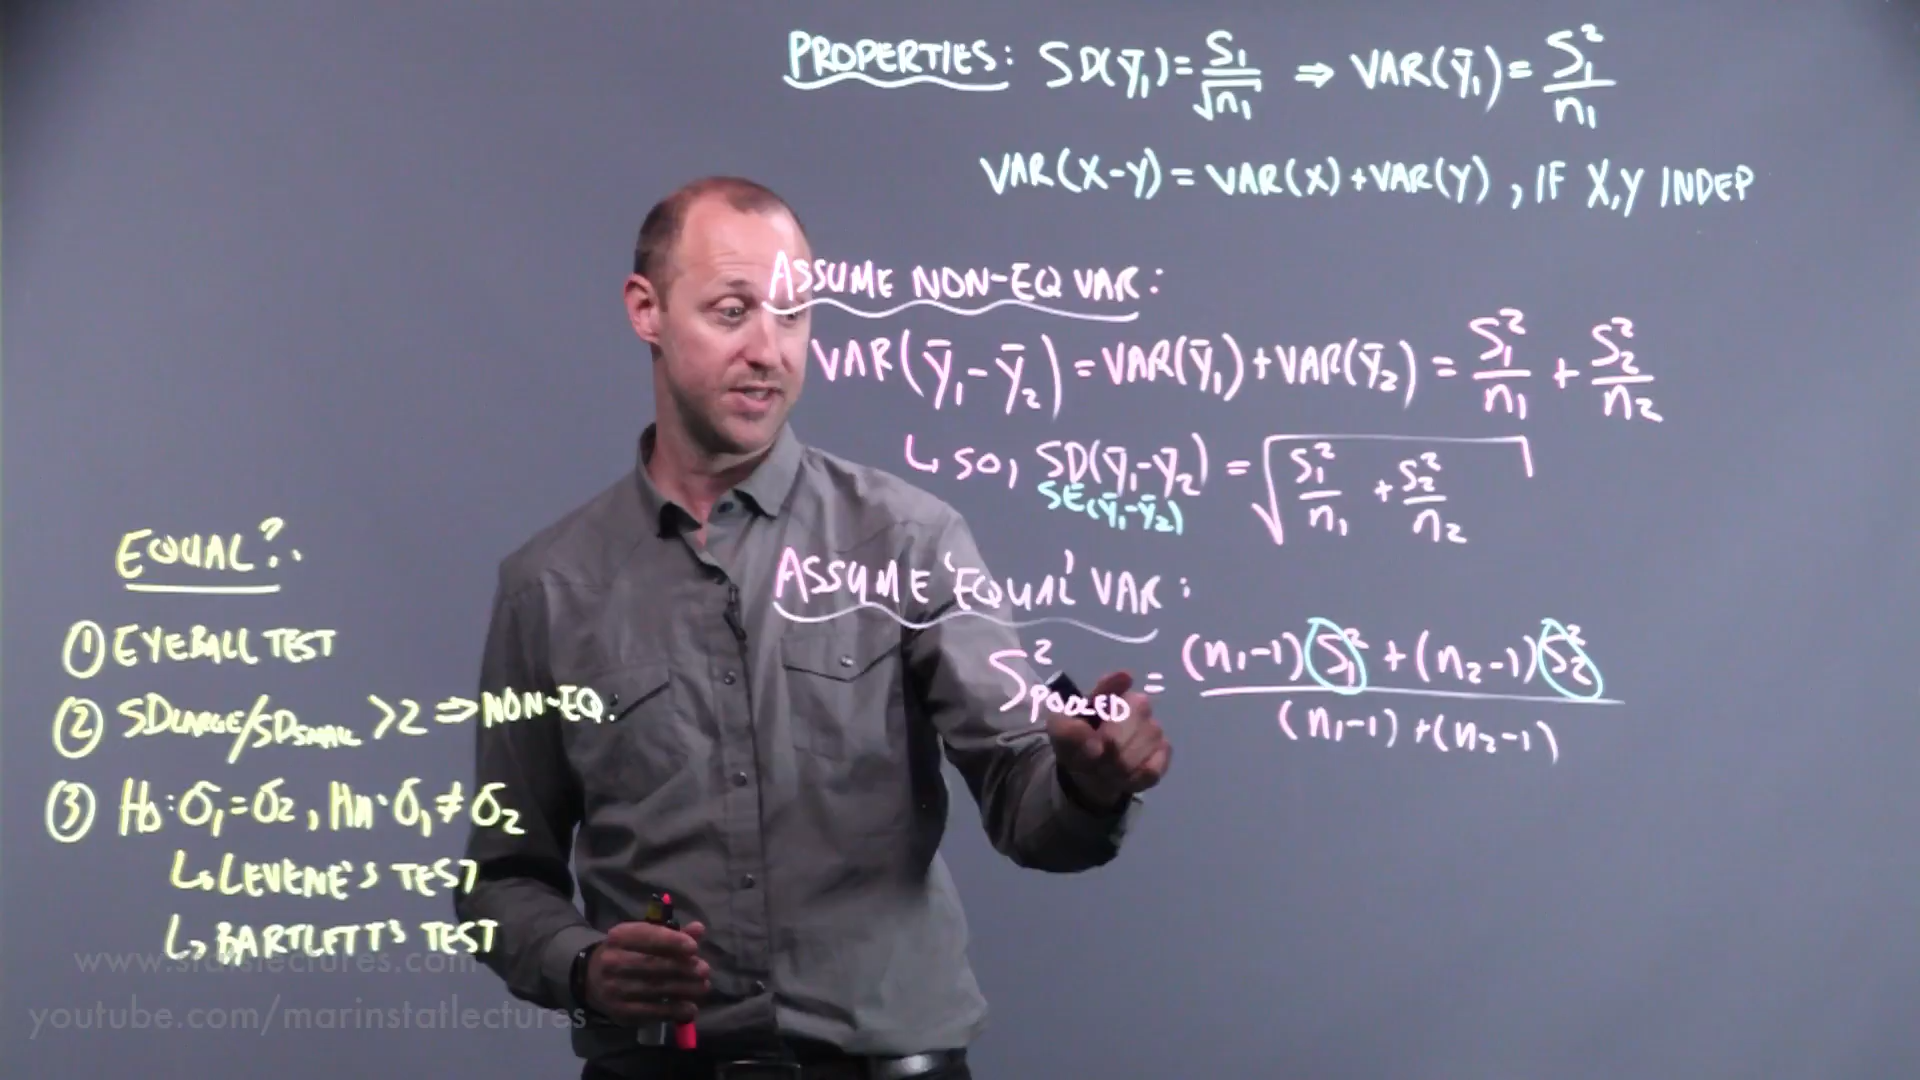 PROPERTIES: SD(Ȳ₁) = S₁/√n₁ ⇒ VAR(Ȳ₁) = S₁²/n₁
VAR(X-Y) = VAR(X) + VAR(Y), IF X,Y INDEP
ASSUME NON-EQ VAR:
VAR(Ȳ₁-Ȳ₂) = VAR(Ȳ₁) + VAR(Ȳ₂) = S₁²/n₁ + S₂²/n₂
↳ SO, SD(Ȳ₁-Ȳ₂) = √(S₁²/n₁ + S₂²/n₂)
SE(Ȳ₁-Ȳ₂)
ASSUME 'EQUAL' VAR:
S²POOLED = (n₁-1)S₁² + (n₂-1)S₂² / (n₁-1)+(n₂-1)
EQUAL?
① EYEBALL TEST
② SDLARGE/SDSMALL >2 ⇒ NON-EQ.
③ H₀: σ₁=σ₂, HA: σ₁≠σ₂
↳ LEVENE'S TEST
↳ BARTLETT'S TEST
www.statslectures.com
youtube.com/marinstatlectures